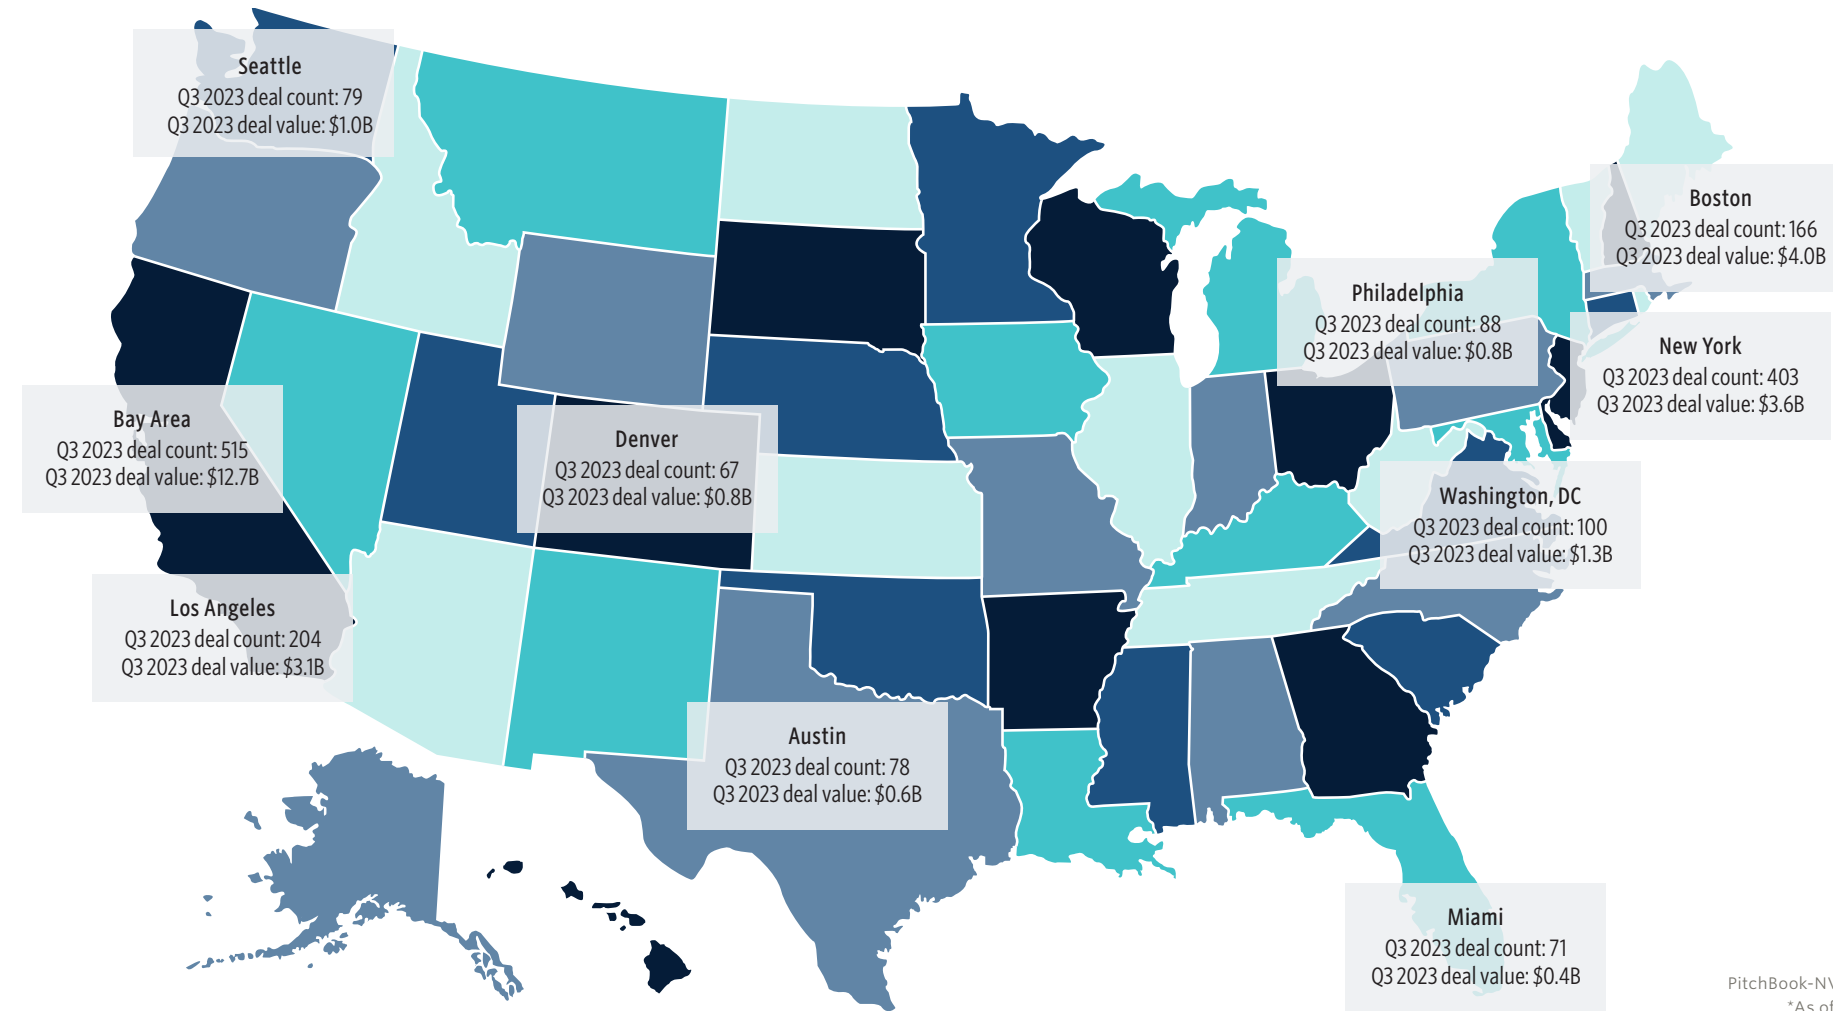 Seattle
Q3 2023 deal count: 79
Q3 2023 deal value: $1.0B
Boston
Q3 2023 deal count: 166
Q3 2023 deal value: $4.0B
Philadelphia
Q3 2023 deal count: 88
Q3 2023 deal value: $0.8B
New York
Q3 2023 deal count: 403
Q3 2023 deal value: $3.6B
Bay Area
Q3 2023 deal count: 515
Q3 2023 deal value: $12.7B
Denver
Q3 2023 deal count: 67
Q3 2023 deal value: $0.8B
Washington, DC
Q3 2023 deal count: 100
Q3 2023 deal value: $1.3B
Los Angeles
Q3 2023 deal count: 204
Q3 2023 deal value: $3.1B
Austin
Q3 2023 deal count: 78
Q3 2023 deal value: $0.6B
Miami
Q3 2023 deal count: 71
Q3 2023 deal value: $0.4B
PitchBook-NV
*As of